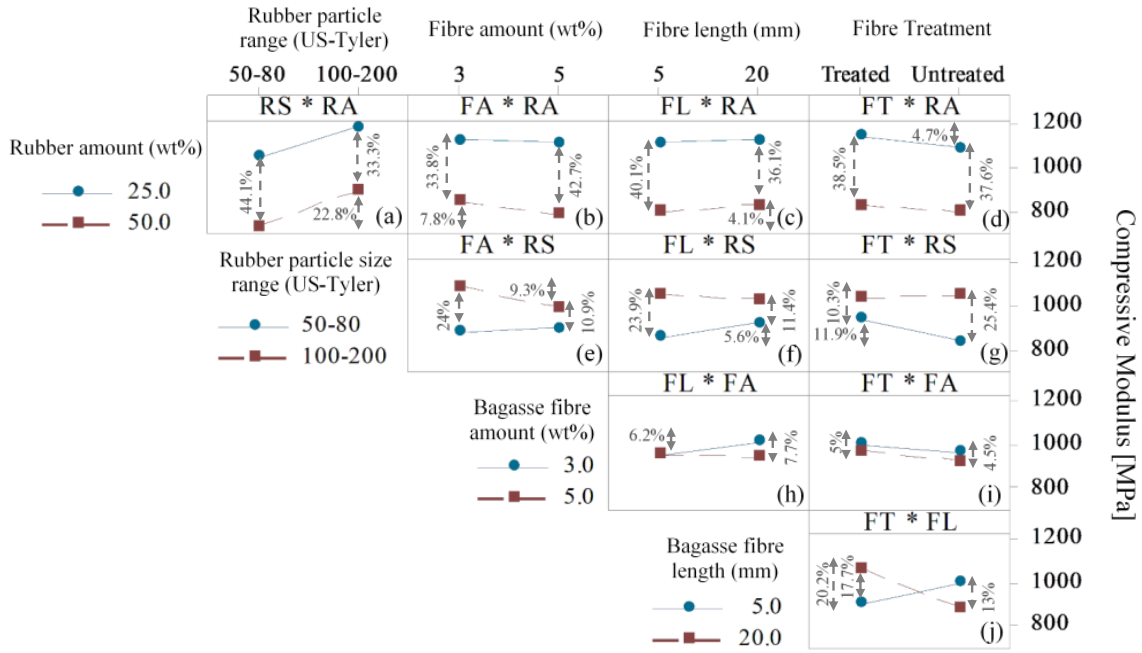 Rubber particle
range (US-Tyler)
Fibre amount (wt%)
Fibre length (mm)
Fibre Treatment
50-80 100-200
3 5
5 20
Treated Untreated
RS * RA
FA * RA
FL * RA
FT * RA
Rubber amount (wt%)
25.0
50.0
44.1%
33.3%
22.8%
(a)
33.8%
7.8%
42.7%
(b)
40.1%
36.1%
4.1%
(c)
38.5%
4.7%
37.6%
(d)
1200
1000
800
FA * RS
FL * RS
FT * RS
Rubber particle size
range (US-Tyler)
50-80
100-200
24%
9.3%
10.9%
(e)
23.9%
11.4%
5.6%
(f)
10.3%
11.9%
25.4%
(g)
1200
1000
800
FL * FA
FT * FA
Bagasse fibre
amount (wt%)
3.0
5.0
6.2%
7.7%
(h)
5%
4.5%
(i)
1200
1000
800
FT * FL
Bagasse fibre
length (mm)
5.0
20.0
20.2%
17.7%
13%
(j)
1200
1000
800
Compressive Modulus [MPa]